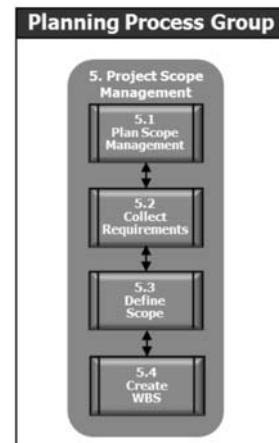 Planning Process Group
5. Project Scope
Management
5.1
Plan Scope
Management
5.2
Collect
Requirements
5.3
Define
Scope
5.4
Create
WBS